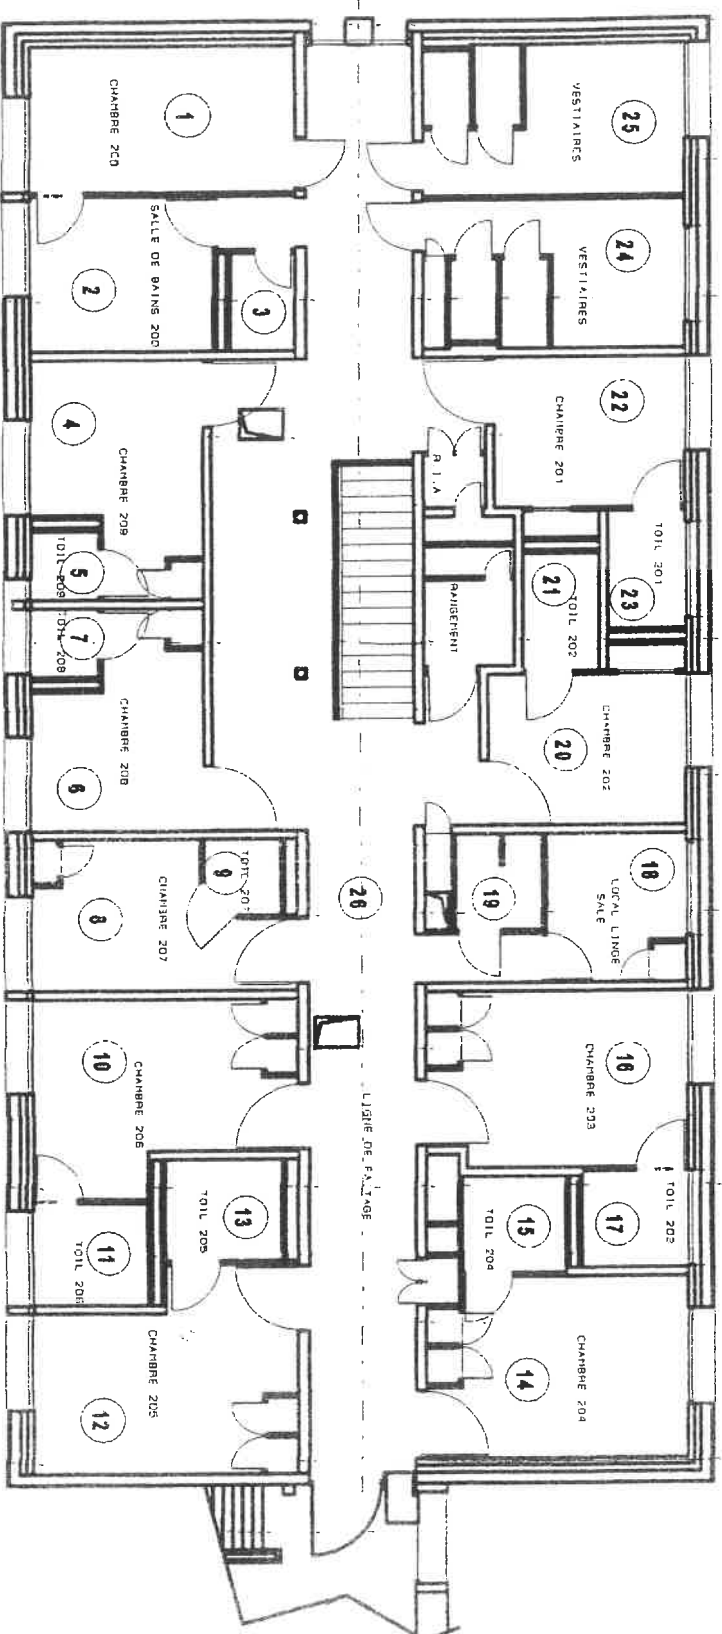 1
CHAMBRE 200
25
VESTIAIRES
SALLE DE BAINS 200
2
3
24
VESTIAIRES
4
CHAMBRE 209
22
CHAMBRE 201
R.I.A
TOIL 209
5
TOIL 201
23
21
TOIL 202
RANGEMENT
7
TOIL 208
CHAMBRE 208
6
20
CHAMBRE 202
9
TOIL 207
8
CHAMBRE 207
26
19
18
LOCAL LINGE
SALE
10
CHAMBRE 206
16
CHAMBRE 203
LIGNE DE FAITAGE
13
TOIL 205
11
TOIL 206
15
TOIL 204
17
TOIL 203
12
CHAMBRE 205
14
CHAMBRE 204